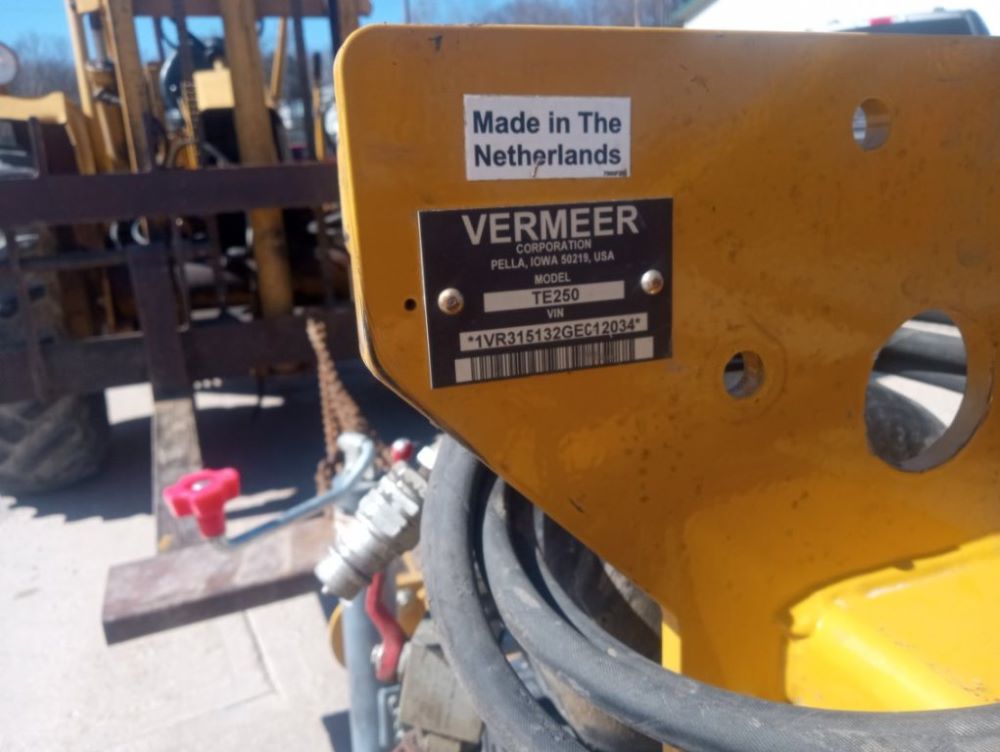 Made in The
Netherlands
VERMEER
CORPORATION
PELLA, IOWA 50219, USA
MODEL
TE250
VIN
*1VR315132GEC12034*